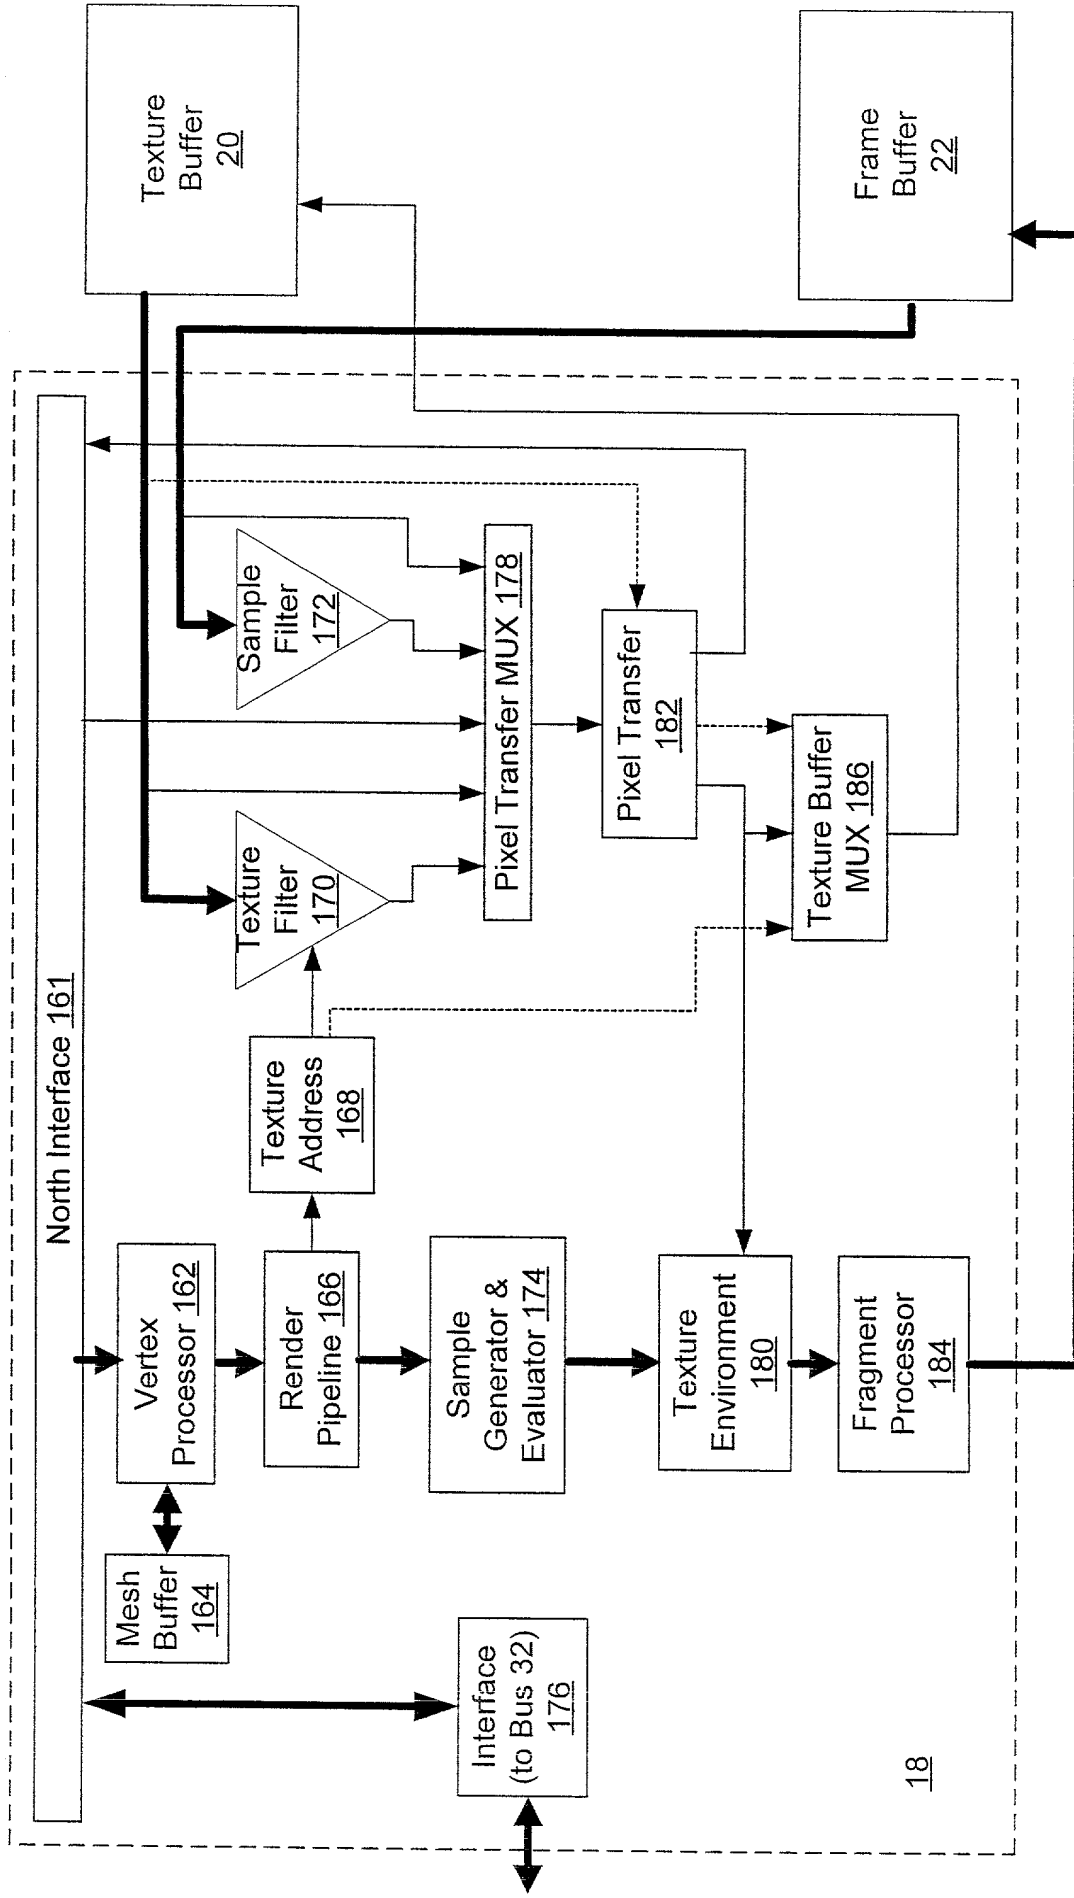 North Interface 161
Mesh
Buffer
164
Vertex
Processor 162
Render
Pipeline 166
Texture
Address
168
Texture
Filter
170
Sample
Filter
172
Texture
Buffer
20
Interface
(to Bus 32)
176
Sample
Generator &
Evaluator 174
Pixel Transfer MUX 178
Texture
Environment
180
Pixel Transfer
182
Fragment
Processor
184
Texture Buffer
MUX 186
Frame
Buffer
22
18